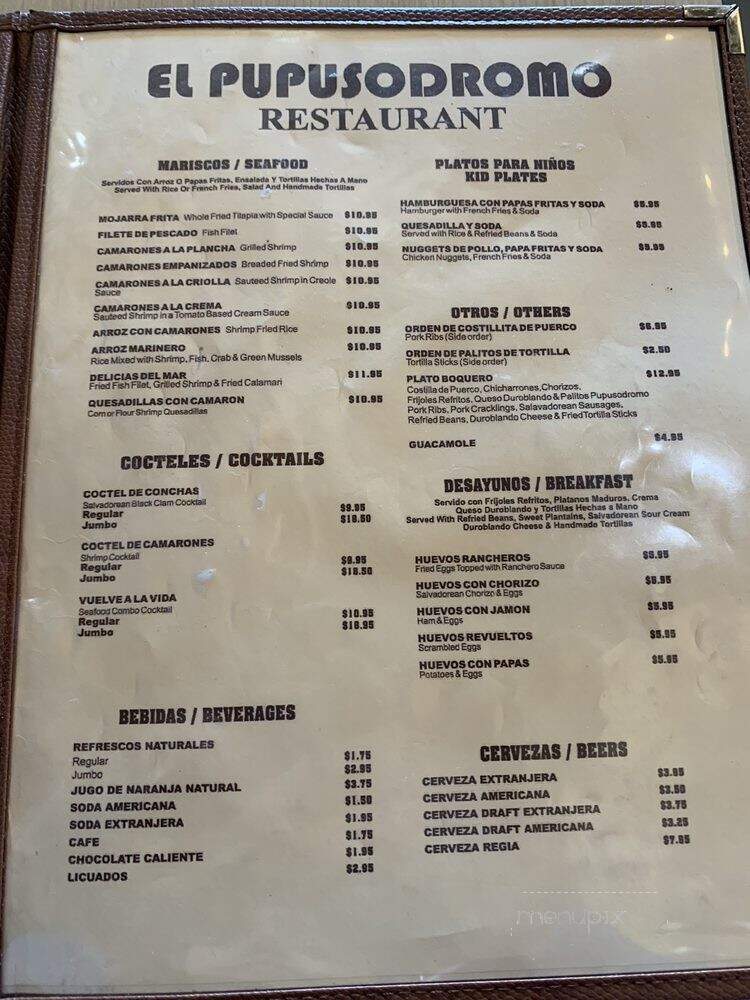 EL PUPUSODROMO
RESTAURANT
MARISCOS / SEAFOOD
Servidos Con Arroz O Papas Fritas, Ensalada Y Tortillas Hechas A Mano
Served With Rice Or French Fries, Salad And Handmade Tortillas
MOJARRA FRITA Whole Fried Tilapia with Special Sauce $10.95
FILETE DE PESCADO Fish Filet $10.95
CAMARONES A LA PLANCHA Grilled Shrimp $10.95
CAMARONES EMPANIZADOS Breaded Fried Shrimp $10.95
CAMARONES A LA CRIOLLA Sauteed Shrimp in Creole $10.95
Sauce
CAMARONES A LA CREMA $10.95
Sauteed Shrimp in a Tomato Based Cream Sauce
ARROZ CON CAMARONES Shrimp Fried Rice $10.95
ARROZ MARINERO $10.95
Rice Mixed with Shrimp, Fish, Crab & Green Mussels
DELICIAS DEL MAR $11.95
Fried Fish Filet, Grilled Shrimp & Fried Calamari
QUESADILLAS CON CAMARON $10.95
Corn or Flour Shrimp Quesadillas
COCTELES / COCKTAILS
COCTEL DE CONCHAS
Salvadorean Black Clam Cocktail
Regular $9.95
Jumbo $18.50
COCTEL DE CAMARONES
Shrimp Cocktail
Regular $9.95
Jumbo $18.50
VUELVE A LA VIDA
Seafood Combo Cocktail
Regular $10.95
Jumbo $18.95
BEBIDAS / BEVERAGES
REFRESCOS NATURALES
Regular $1.75
Jumbo $2.95
JUGO DE NARANJA NATURAL $3.75
SODA AMERICANA $1.50
SODA EXTRANJERA $1.95
CAFE $1.75
CHOCOLATE CALIENTE $1.95
LICUADOS $2.95
PLATOS PARA NIÑOS
KID PLATES
HAMBURGUESA CON PAPAS FRITAS Y SODA $5.95
Hamburger with French Fries & Soda
QUESADILLA Y SODA $5.95
Served with Rice & Refried Beans & Soda
NUGGETS DE POLLO, PAPA FRITAS Y SODA $5.95
Chicken Nuggets, French Fries & Soda
OTROS / OTHERS
ORDEN DE COSTILLITA DE PUERCO $6.95
Pork Ribs (Side order)
ORDEN DE PALITOS DE TORTILLA $2.50
Tortilla Sticks (Side order)
PLATO BOQUERO $12.95
Costilla de Puerco, Chicharrones, Chorizos,
Frijoles Refritos, Queso Duroblando & Palitos Pupusodromo
Pork Ribs, Pork Cracklings, Salavadorean Sausages,
Refried Beans, Duroblando Cheese & Fried Tortilla Sticks
GUACAMOLE $4.95
DESAYUNOS / BREAKFAST
Servido con Frijoles Refritos, Platanos Maduros, Crema
Queso Duroblando y Tortillas Hechas a Mano
Served With Refried Beans, Sweet Plantains, Salvadorean Sour Cream
Duroblando Cheese & Handmade Tortillas
HUEVOS RANCHEROS $5.95
Fried Eggs Topped with Ranchero Sauce
HUEVOS CON CHORIZO $5.95
Salvadorean Chorizo & Eggs
HUEVOS CON JAMON $5.95
Ham & Eggs
HUEVOS REVUELTOS $5.95
Scrambled Eggs
HUEVOS CON PAPAS $5.95
Potatoes & Eggs
CERVEZAS / BEERS
CERVEZA EXTRANJERA $3.95
CERVEZA AMERICANA $3.50
CERVEZA DRAFT EXTRANJERA $3.75
CERVEZA DRAFT AMERICANA $3.25
CERVEZA REGIA $7.95
menupix